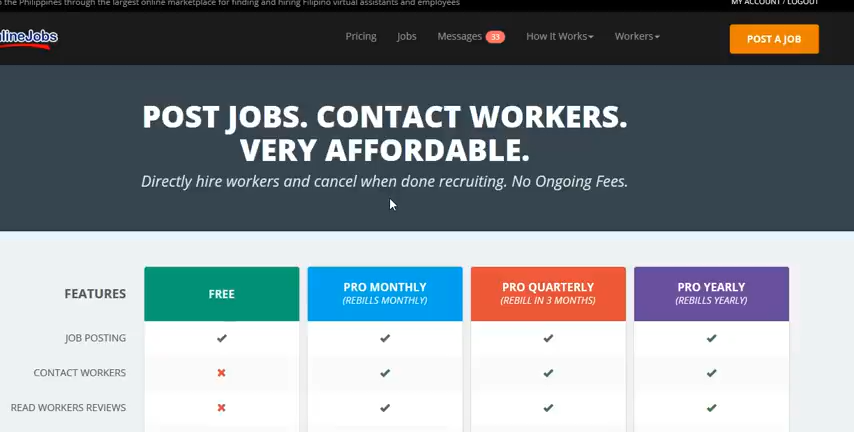 the Philippines through the largest online marketplace for finding and hiring Filipino virtual assistants and employees
MY ACCOUNT / LOGOUT
lineJobs
Pricing
Jobs
Messages 33
How It Works
Workers
POST A JOB
POST JOBS. CONTACT WORKERS.
VERY AFFORDABLE.
Directly hire workers and cancel when done recruiting. No Ongoing Fees.
FEATURES
FREE
PRO MONTHLY
(REBILLS MONTHLY)
PRO QUARTERLY
(REBILL IN 3 MONTHS)
PRO YEARLY
(REBILLS YEARLY)
JOB POSTING
CONTACT WORKERS
READ WORKERS REVIEWS